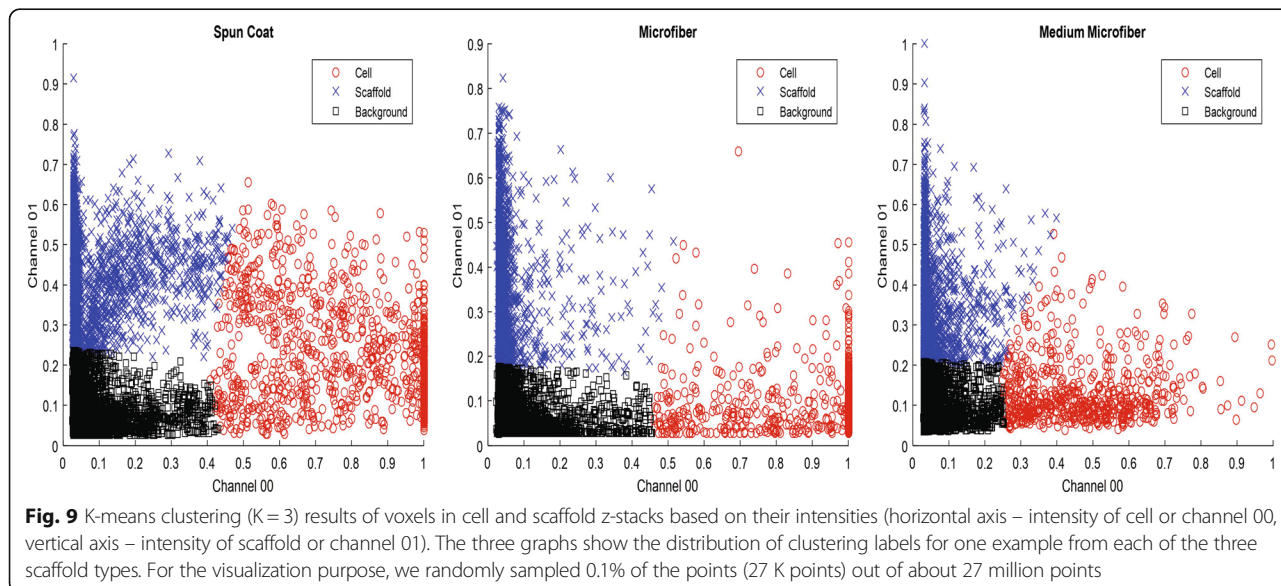 Spun Coat
Cell
Scaffold
Background
1
0.9
0.8
0.7
0.6
0.5
0.4
0.3
0.2
0.1
0
Channel 01
0 0.1 0.2 0.3 0.4 0.5 0.6 0.7 0.8 0.9 1
Channel 00
Microfiber
Cell
Scaffold
Background
0.9
0.8
0.7
0.6
0.5
0.4
0.3
0.2
0.1
0
Channel 01
0 0.1 0.2 0.3 0.4 0.5 0.6 0.7 0.8 0.9 1
Channel 00
Medium Microfiber
Cell
Scaffold
Background
1
0.9
0.8
0.7
0.6
0.5
0.4
0.3
0.2
0.1
0
Channel 01
0 0.1 0.2 0.3 0.4 0.5 0.6 0.7 0.8 0.9 1
Channel 00
Fig. 9 K-means clustering (K = 3) results of voxels in cell and scaffold z-stacks based on their intensities (horizontal axis – intensity of cell or channel 00,
vertical axis – intensity of scaffold or channel 01). The three graphs show the distribution of clustering labels for one example from each of the three
scaffold types. For the visualization purpose, we randomly sampled 0.1% of the points (27 K points) out of about 27 million points